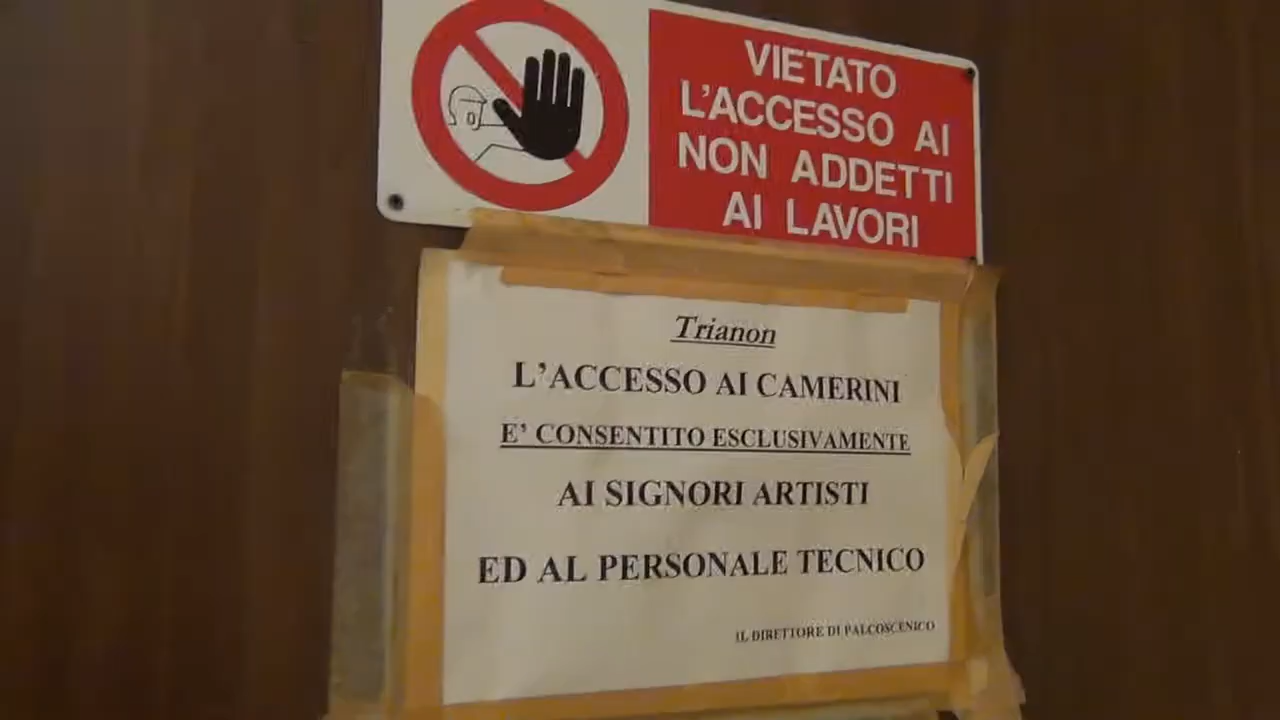 VIETATO
L'ACCESSO AI
NON ADDETTI
AI LAVORI
Trianon
L'ACCESSO AI CAMERINI
E' CONSENTITO ESCLUSIVAMENTE
AI SIGNORI ARTISTI
ED AL PERSONALE TECNICO
IL DIRETTORE DI PALCOSCENICO